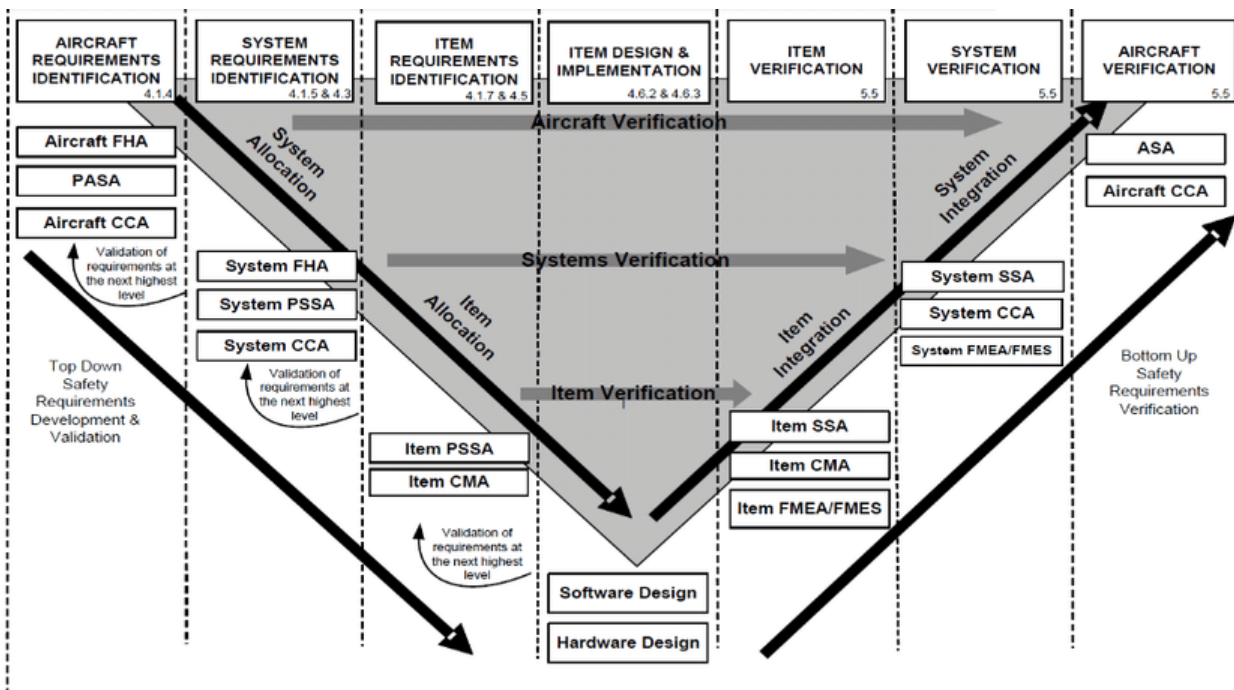 AIRCRAFT
REQUIREMENTS
IDENTIFICATION
4.1.4
SYSTEM
REQUIREMENTS
IDENTIFICATION
4.1.5 & 4.3
ITEM
REQUIREMENTS
IDENTIFICATION
4.1.7 & 4.5
ITEM DESIGN &
IMPLEMENTATION
4.6.2 & 4.6.3
ITEM
VERIFICATION
5.5
SYSTEM
VERIFICATION
5.5
AIRCRAFT
VERIFICATION
5.5
Aircraft FHA
PASA
Aircraft CCA
Validation of
requirements at
the next highest
level
System FHA
System PSSA
System CCA
Validation of
requirements at
the next highest
level
Item PSSA
Item CMA
Validation of
requirements at
the next highest
level
Top Down
Safety
Requirements
Development &
Validation
System
Allocation
Item
Allocation
Aircraft Verification
Systems Verification
Item Verification
Software Design
Hardware Design
Item
Integration
System
Integration
Item SSA
Item CMA
Item FMEA/FMES
System SSA
System CCA
System FMEA/FMES
ASA
Aircraft CCA
Bottom Up
Safety
Requirements
Verification